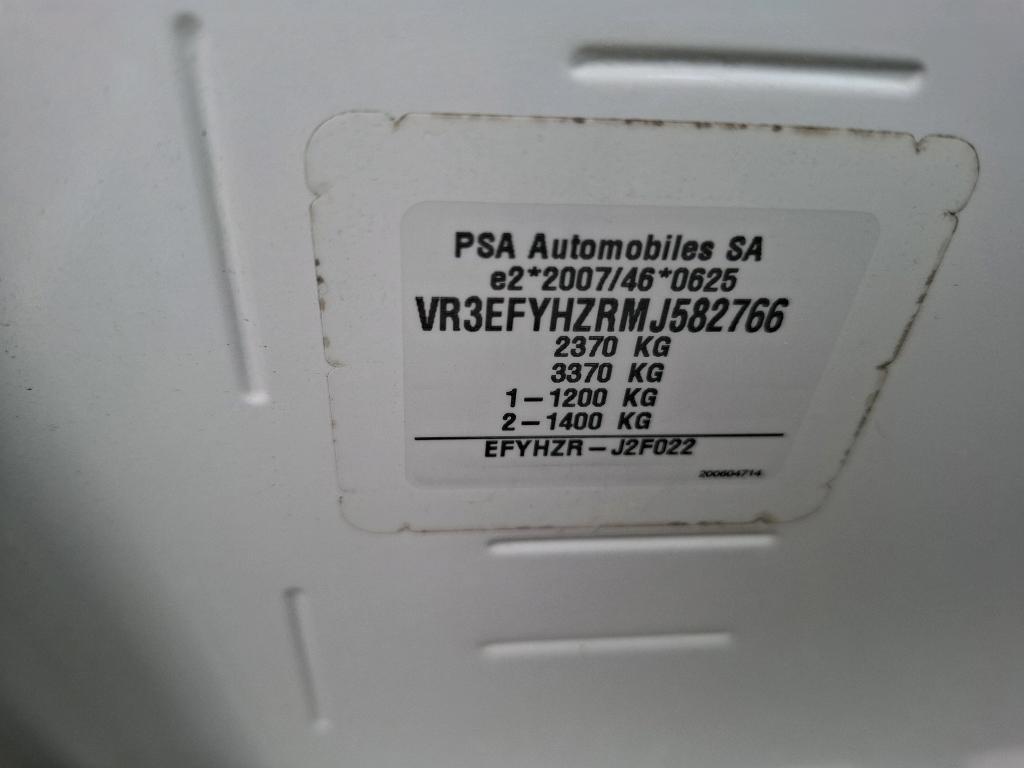 PSA Automobiles SA
e2*2007/46*0625
VR3EFYHZRMJ582766
2370 KG
3370 KG
1-1200 KG
2-1400 KG
EFYHZR-J2F022
200604714